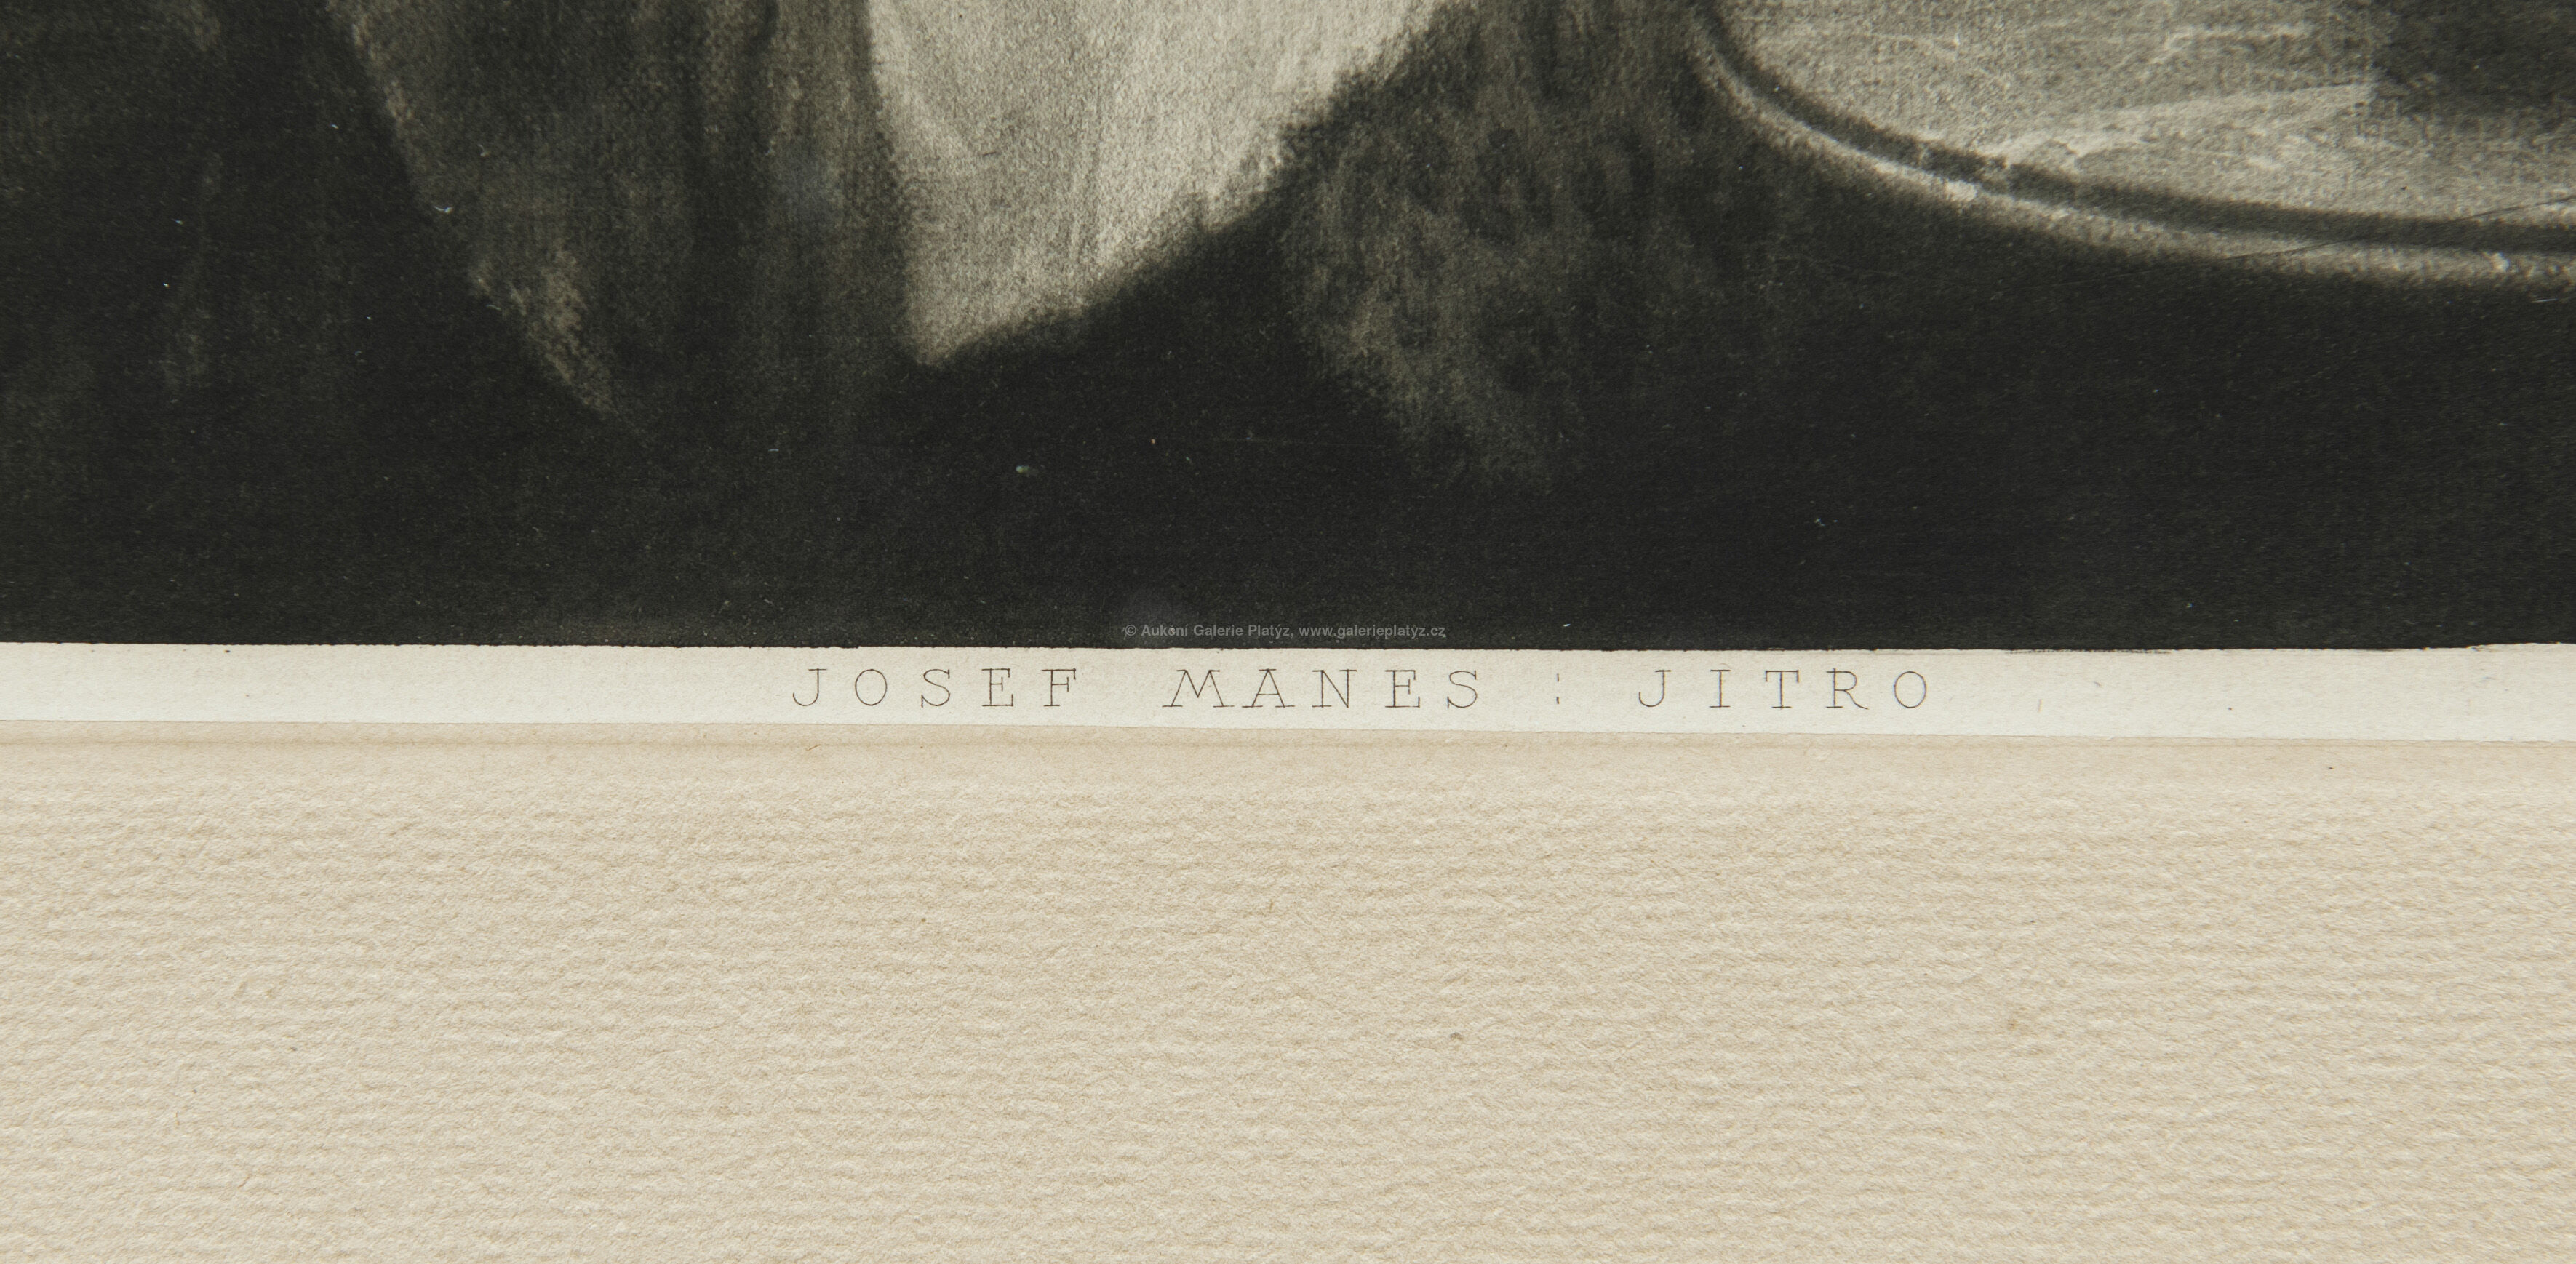 © Aukční Galerie Platýz, www.galerieplatyz.cz
JOSEF MANES : JITRO